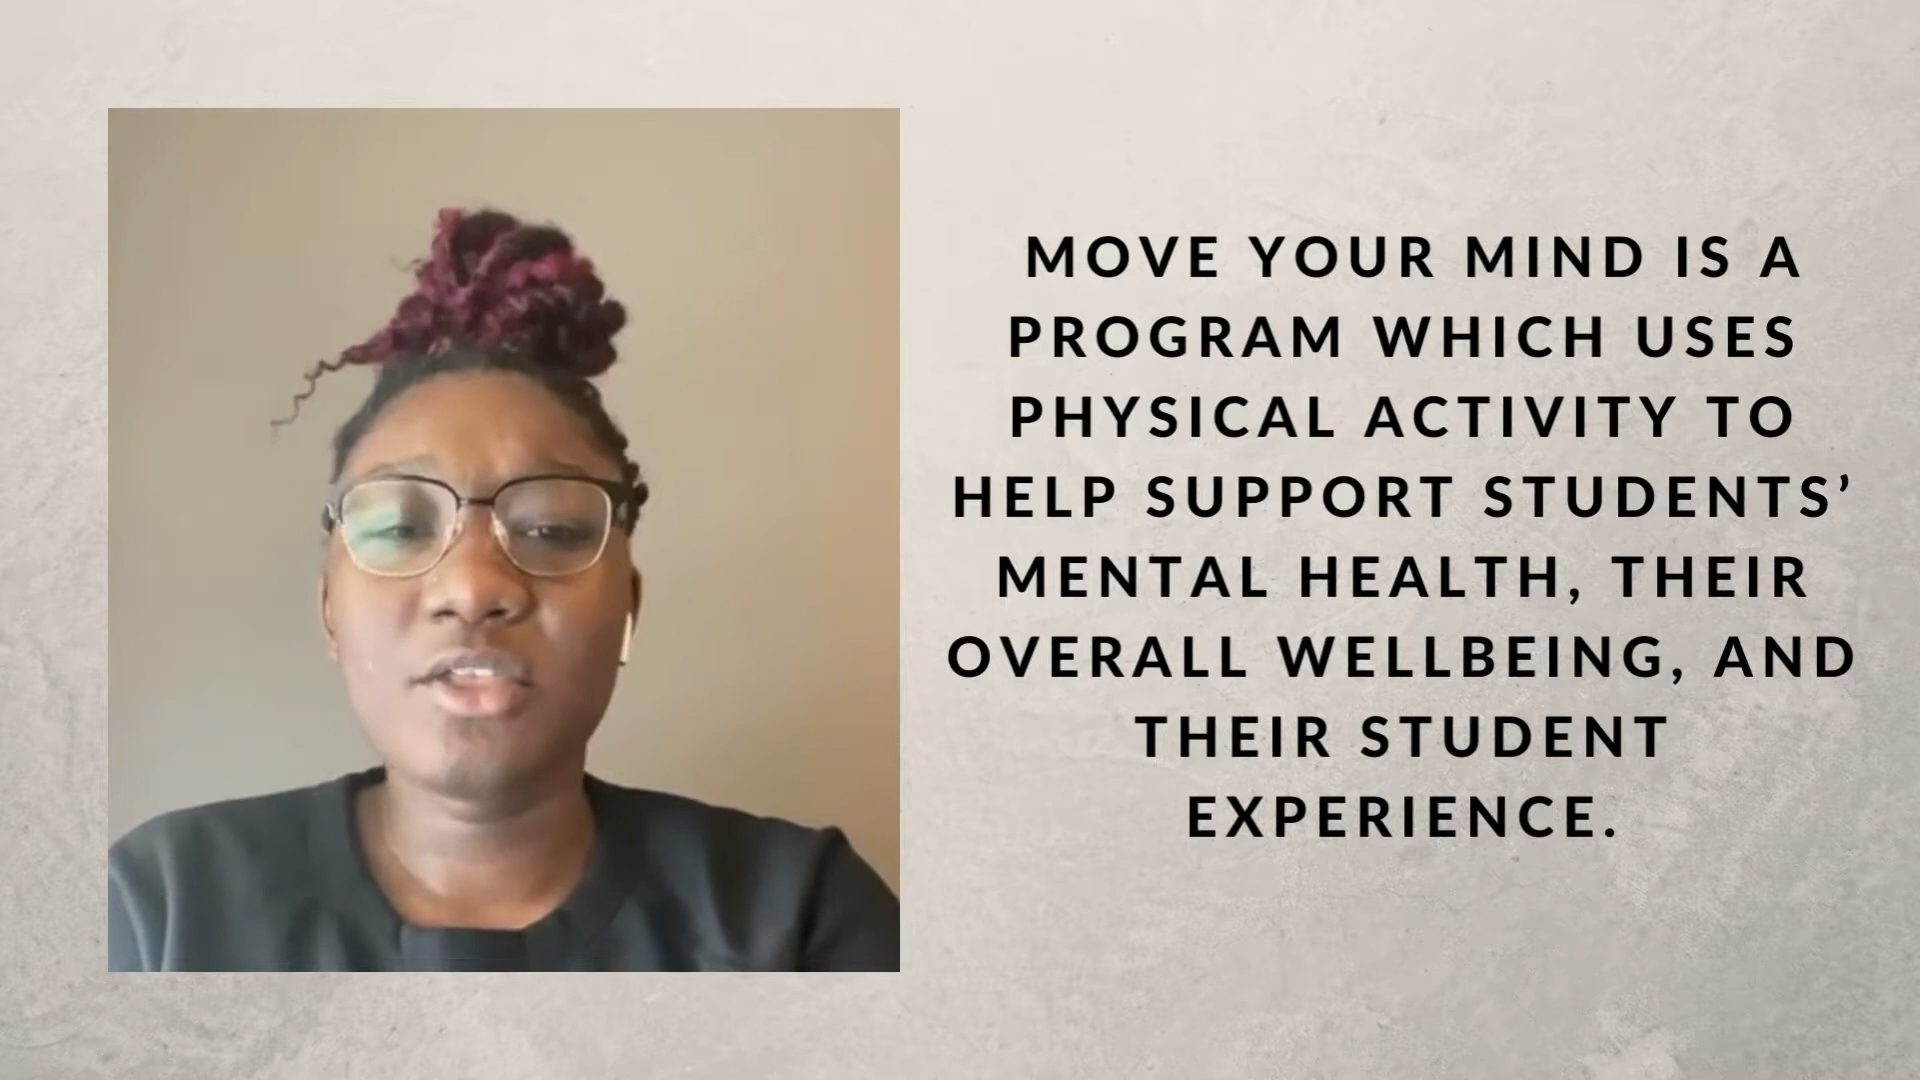 MOVE YOUR MIND IS A
PROGRAM WHICH USES
PHYSICAL ACTIVITY TO
HELP SUPPORT STUDENTS’
MENTAL HEALTH, THEIR
OVERALL WELLBEING, AND
THEIR STUDENT
EXPERIENCE.